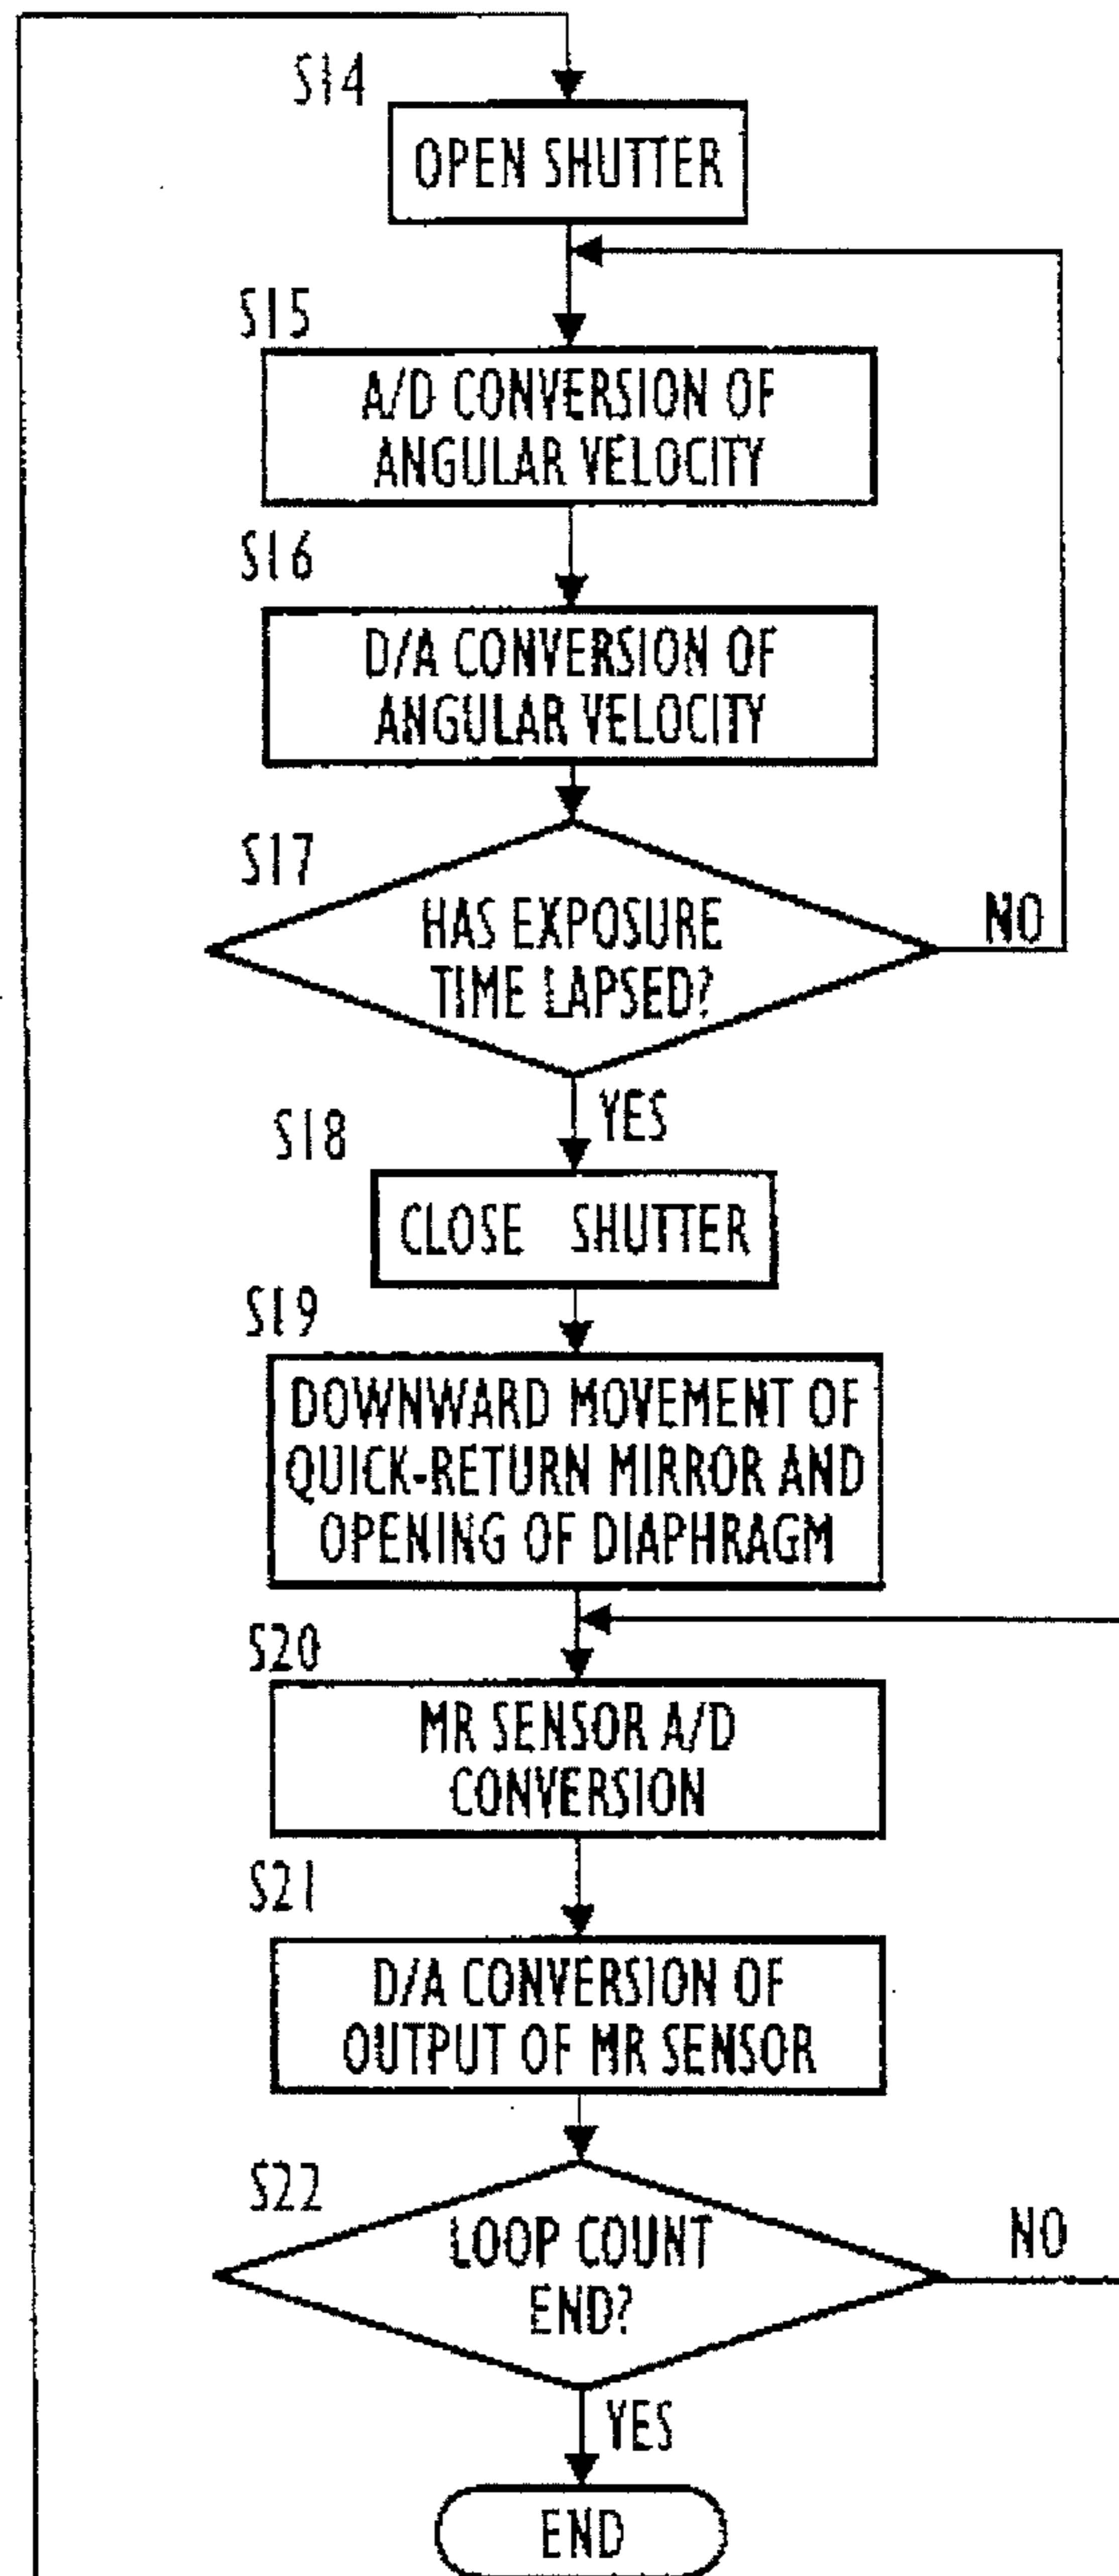 S14
OPEN SHUTTER
S15
A/D CONVERSION OF
ANGULAR VELOCITY
S16
D/A CONVERSION OF
ANGULAR VELOCITY
S17
HAS EXPOSURE
TIME LAPSED?
NO
YES
S18
CLOSE SHUTTER
S19
DOWNWARD MOVEMENT OF
QUICK-RETURN MIRROR AND
OPENING OF DIAPHRAGM
S20
MR SENSOR A/D
CONVERSION
S21
D/A CONVERSION OF
OUTPUT OF MR SENSOR
S22
LOOP COUNT
END?
NO
YES
END